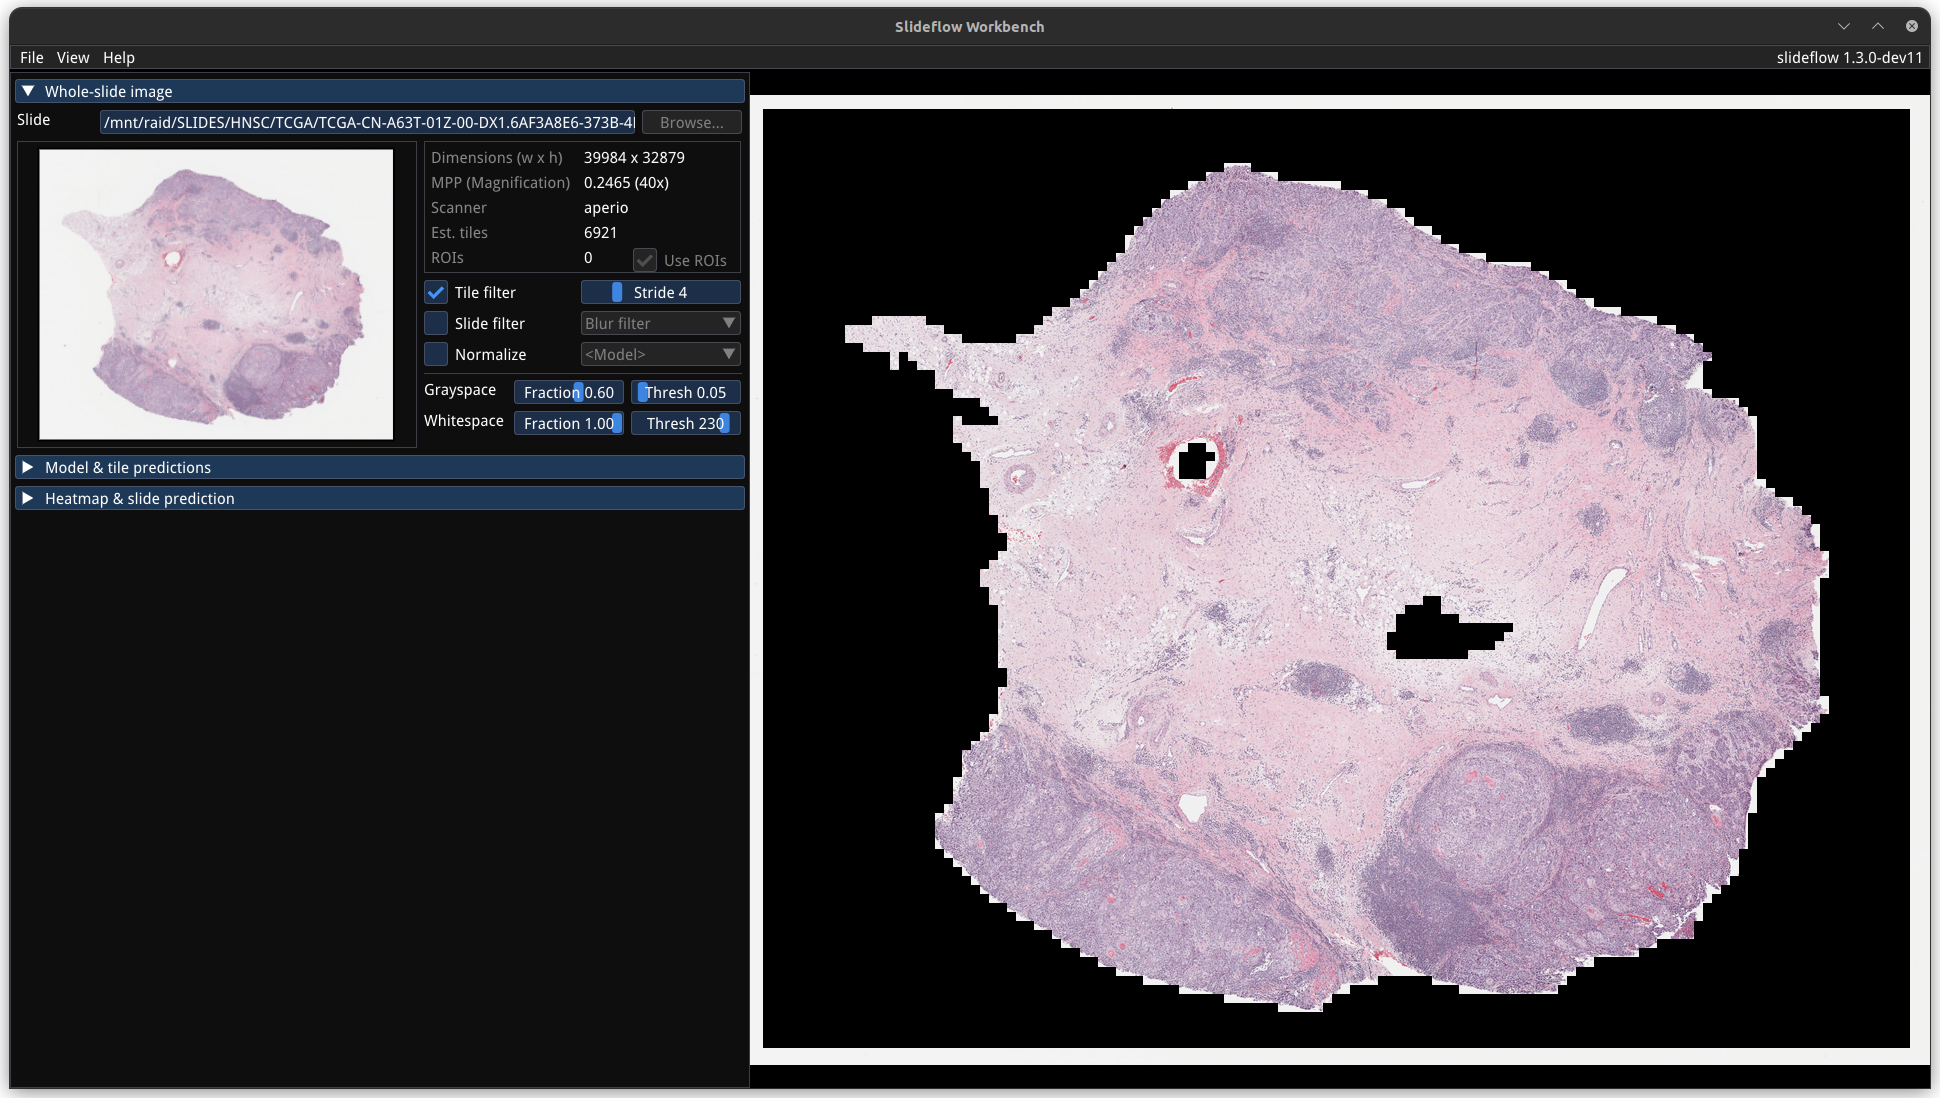 Slideflow Workbench
File View Help slideflow 1.3.0-dev11
Whole-slide image
Slide /mnt/raid/SLIDES/HNSC/TCGA/TCGA-CN-A63T-01Z-00-DX1.6AF3A8E6-373B-4 Browse...
Dimensions (w x h) 39984 x 32879
MPP (Magnification) 0.2465 (40x)
Scanner aperio
Est. tiles 6921
ROIs 0 Use ROIs
Tile filter Stride 4
Slide filter Blur filter
Normalize <Model>
Grayspace Fraction 0.60 Thresh 0.05
Whitespace Fraction 1.00 Thresh 230
Model & tile predictions
Heatmap & slide prediction